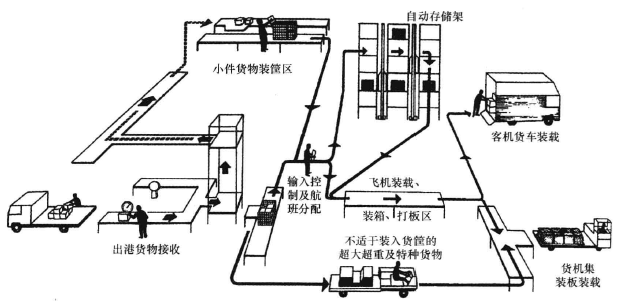 自动存储架
小件货物装筐区
客机货车装载
输入控
制及航
班分配
飞机装载、
装箱、打板区
出港货物接收
不适于装入货筐的
超大超重及特种货物
货机集
装板装载